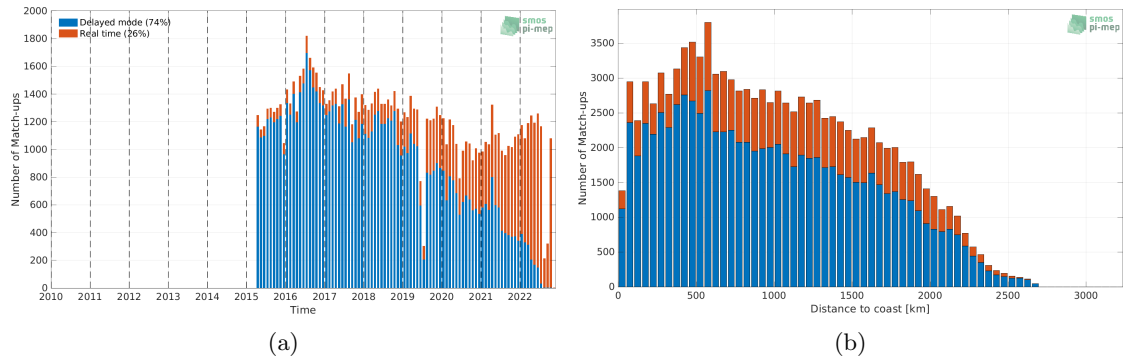 Delayed mode (74%)
Real time (26%)
smos
pi-mep
Number of Match-ups
2000
1800
1600
1400
1200
1000
800
600
400
200
0
2010 2011 2012 2013 2014 2015 2016 2017 2018 2019 2020 2021 2022
Time
(a)
smos
pi-mep
Number of Match-ups
3500
3000
2500
2000
1500
1000
500
0
0 500 1000 1500 2000 2500 3000
Distance to coast [km]
(b)